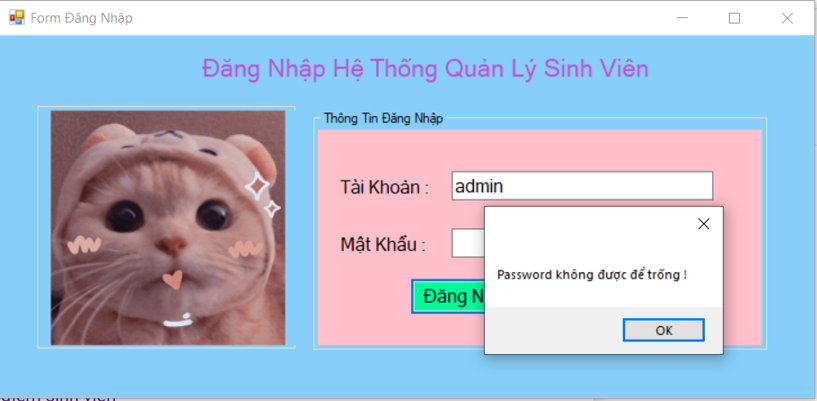 Form Đăng Nhập
Đăng Nhập Hệ Thống Quản Lý Sinh Viên
Thông Tin Đăng Nhập
Tài Khoản : admin
Mật Khẩu :
Đăng N
Password không được để trống !
OK